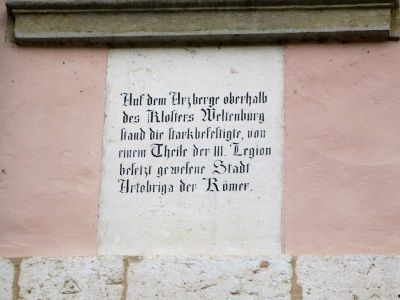 Auf dem Arzberge oberhalb
des Klosters Weltenburg
stand die starkbefestigte, von
einem Theile der III. Legion
besetzt gewesene Stadt
Artobriga der Römer.